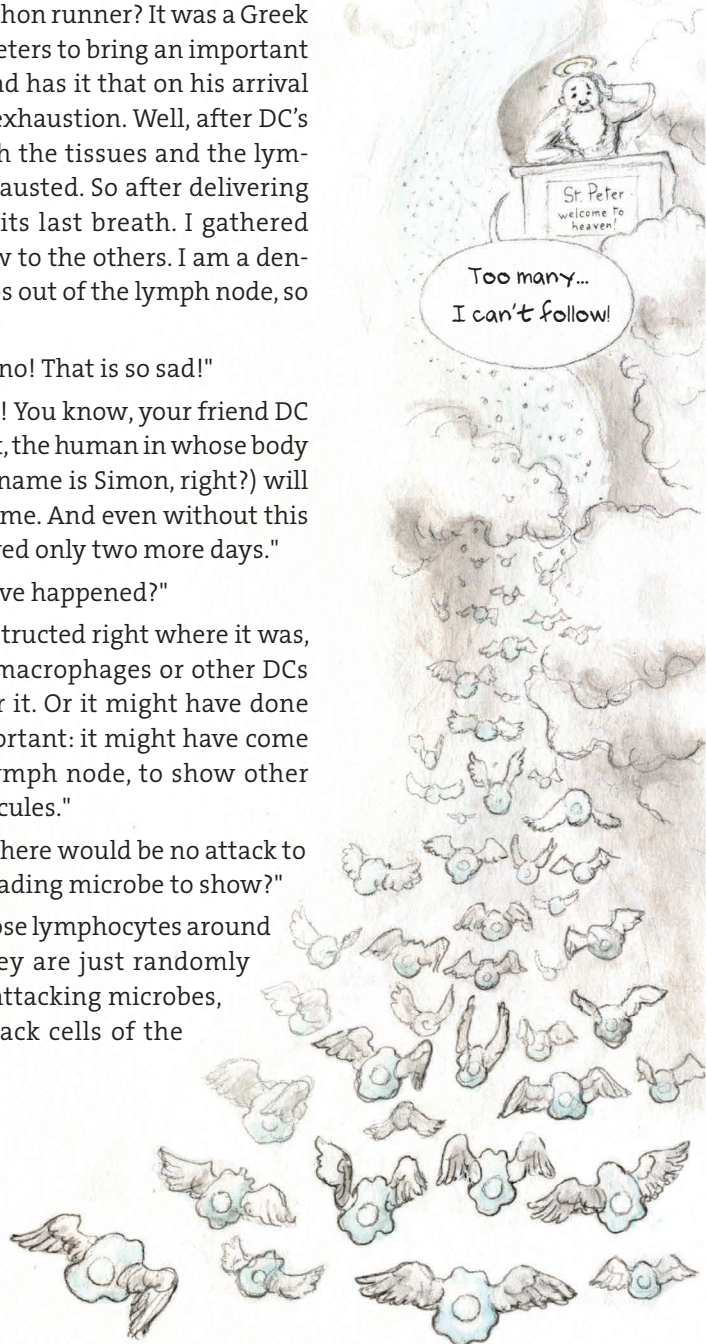 hon runner? It was a Greek
eters to bring an important
d has it that on his arrival
exhaustion. Well, after DC's
h the tissues and the lym-
austed. So after delivering
its last breath. I gathered
w to the others. I am a den-
es out of the lymph node, so
no! That is so sad!"
! You know, your friend DC
t, the human in whose body
name is Simon, right?) will
me. And even without this
ed only two more days."
ve happened?"
tructed right where it was,
macrophages or other DCs
r it. Or it might have done
ortant: it might have come
ymph node, to show other
cules."
here would be no attack to
ading microbe to show?"
ose lymphocytes around
ey are just randomly
attacking microbes,
ack cells of the
St. Peter
welcome to
heaven!
Too many...
I can't follow!